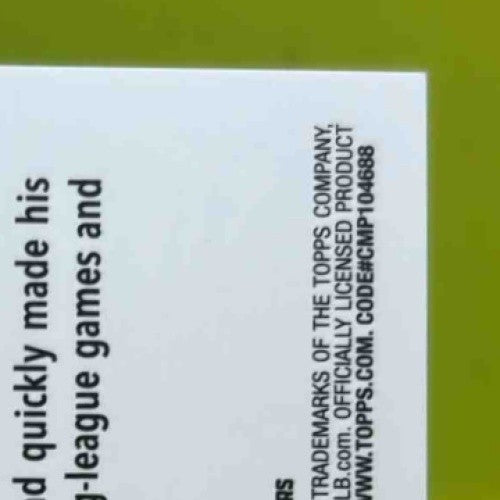 quickly made his
-league games and
RS
TRADEMARKS OF THE TOPPS COMPANY,
B.com. OFFICIALLY LICENSED PRODUCT
WWW.TOPPS.COM. CODE#CMP104688